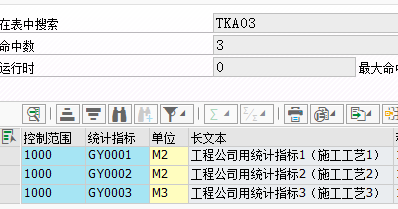 在表中搜索 TKA03
命中数 3
运行时 0 最大命
控制范围 统计指标 单位 长文本
1000 GY0001 M2 工程公司用统计指标1（施工工艺1）
1000 GY0002 M2 工程公司用统计指标2（施工工艺2）
1000 GY0003 M3 工程公司用统计指标3（施工工艺3）